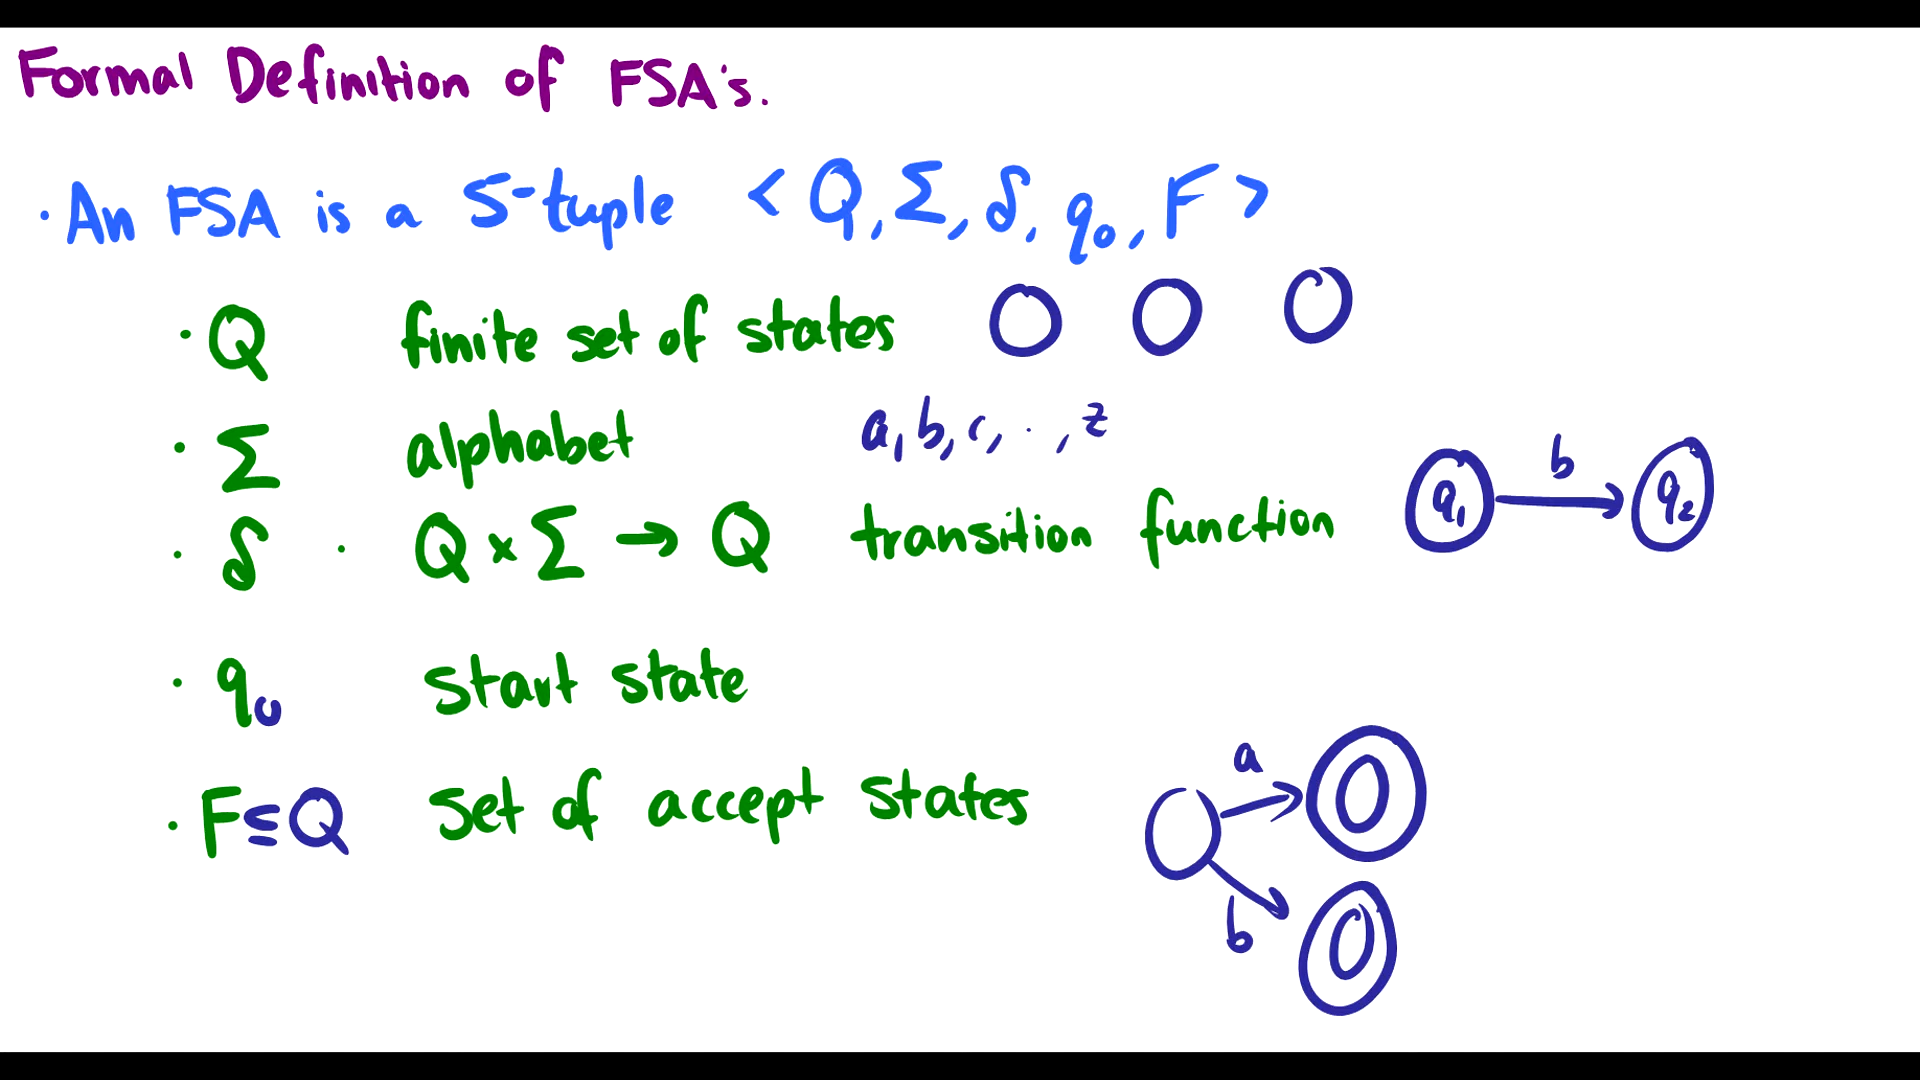 Formal Definition of FSA's.
· An FSA is a 5-tuple < Q, Σ, δ, q₀, F >
· Q finite set of states
· Σ alphabet a, b, c, .., z
· δ · Q × Σ → Q transition function q₁ b q₂
· q₀ start state
· F ⊆ Q set of accept states
a
b